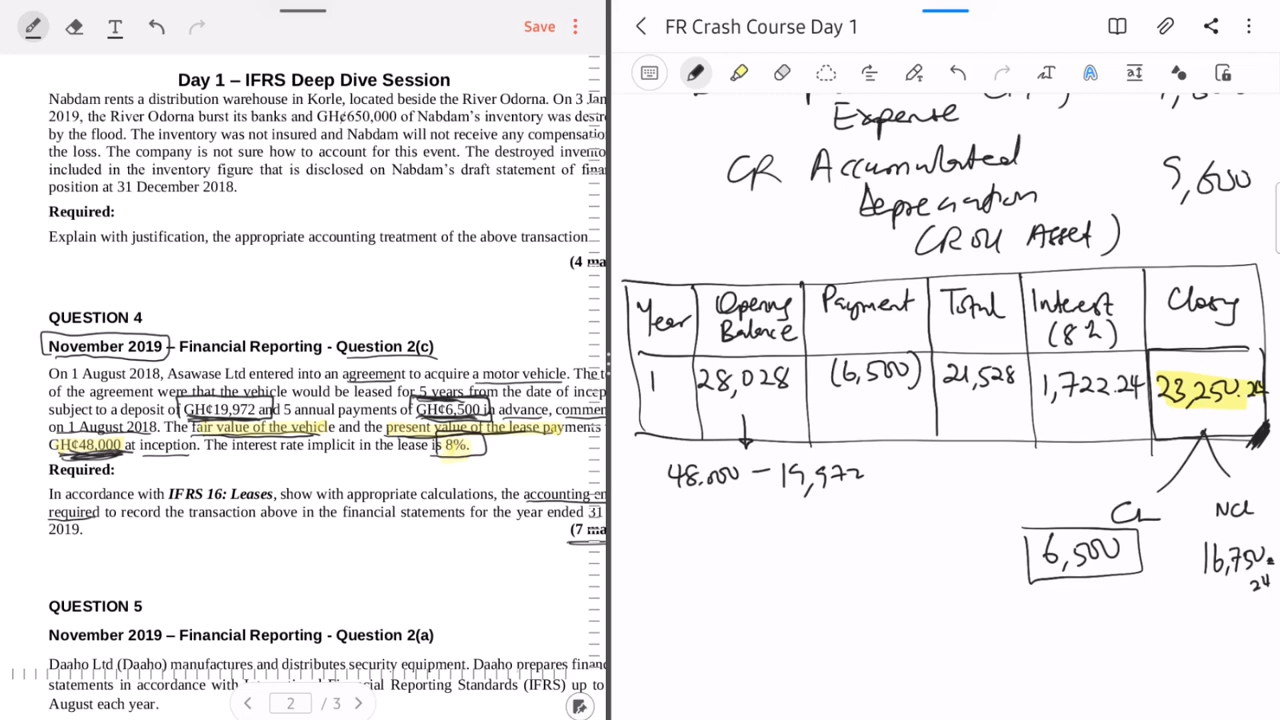 Save
Day 1 – IFRS Deep Dive Session
Nabdam rents a distribution warehouse in Korle, located beside the River Odorna. On 3 Jan
2019, the River Odorna burst its banks and GH¢650,000 of Nabdam's inventory was destr
by the flood. The inventory was not insured and Nabdam will not receive any compensatio
the loss. The company is not sure how to account for this event. The destroyed invento
included in the inventory figure that is disclosed on Nabdam's draft statement of fina
position at 31 December 2018.
Required:
Explain with justification, the appropriate accounting treatment of the above transaction
(4 ma
QUESTION 4
November 2019 – Financial Reporting - Question 2(c)
On 1 August 2018, Asawase Ltd entered into an agreement to acquire a motor vehicle. The t
of the agreement were that the vehicle would be leased for 5 years from the date of incep
subject to a deposit of GH¢19,972 and 5 annual payments of GH¢6,500 in advance, commen
on 1 August 2018. The fair value of the vehicle and the present value of the lease payments
GH¢48,000 at inception. The interest rate implicit in the lease is 8%.
Required:
In accordance with IFRS 16: Leases, show with appropriate calculations, the accounting en
required to record the transaction above in the financial statements for the year ended 31
2019.
(7 ma
QUESTION 5
November 2019 – Financial Reporting - Question 2(a)
Daaho Ltd (Daaho) manufactures and distributes security equipment. Daaho prepares finan
statements in accordance with Financial Reporting Standards (IFRS) up to
August each year.
2 / 3
FR Crash Course Day 1
Expense
CR Accumulated 9,600
Depreciation
(ROU Asset)
Year Opening Balance Payment Total Interest (8%) Closing
1 28,028 (6,500) 21,528 1,722.24 23,250.24
48,000 – 19,972
CL NCL
6,500 16,750.24